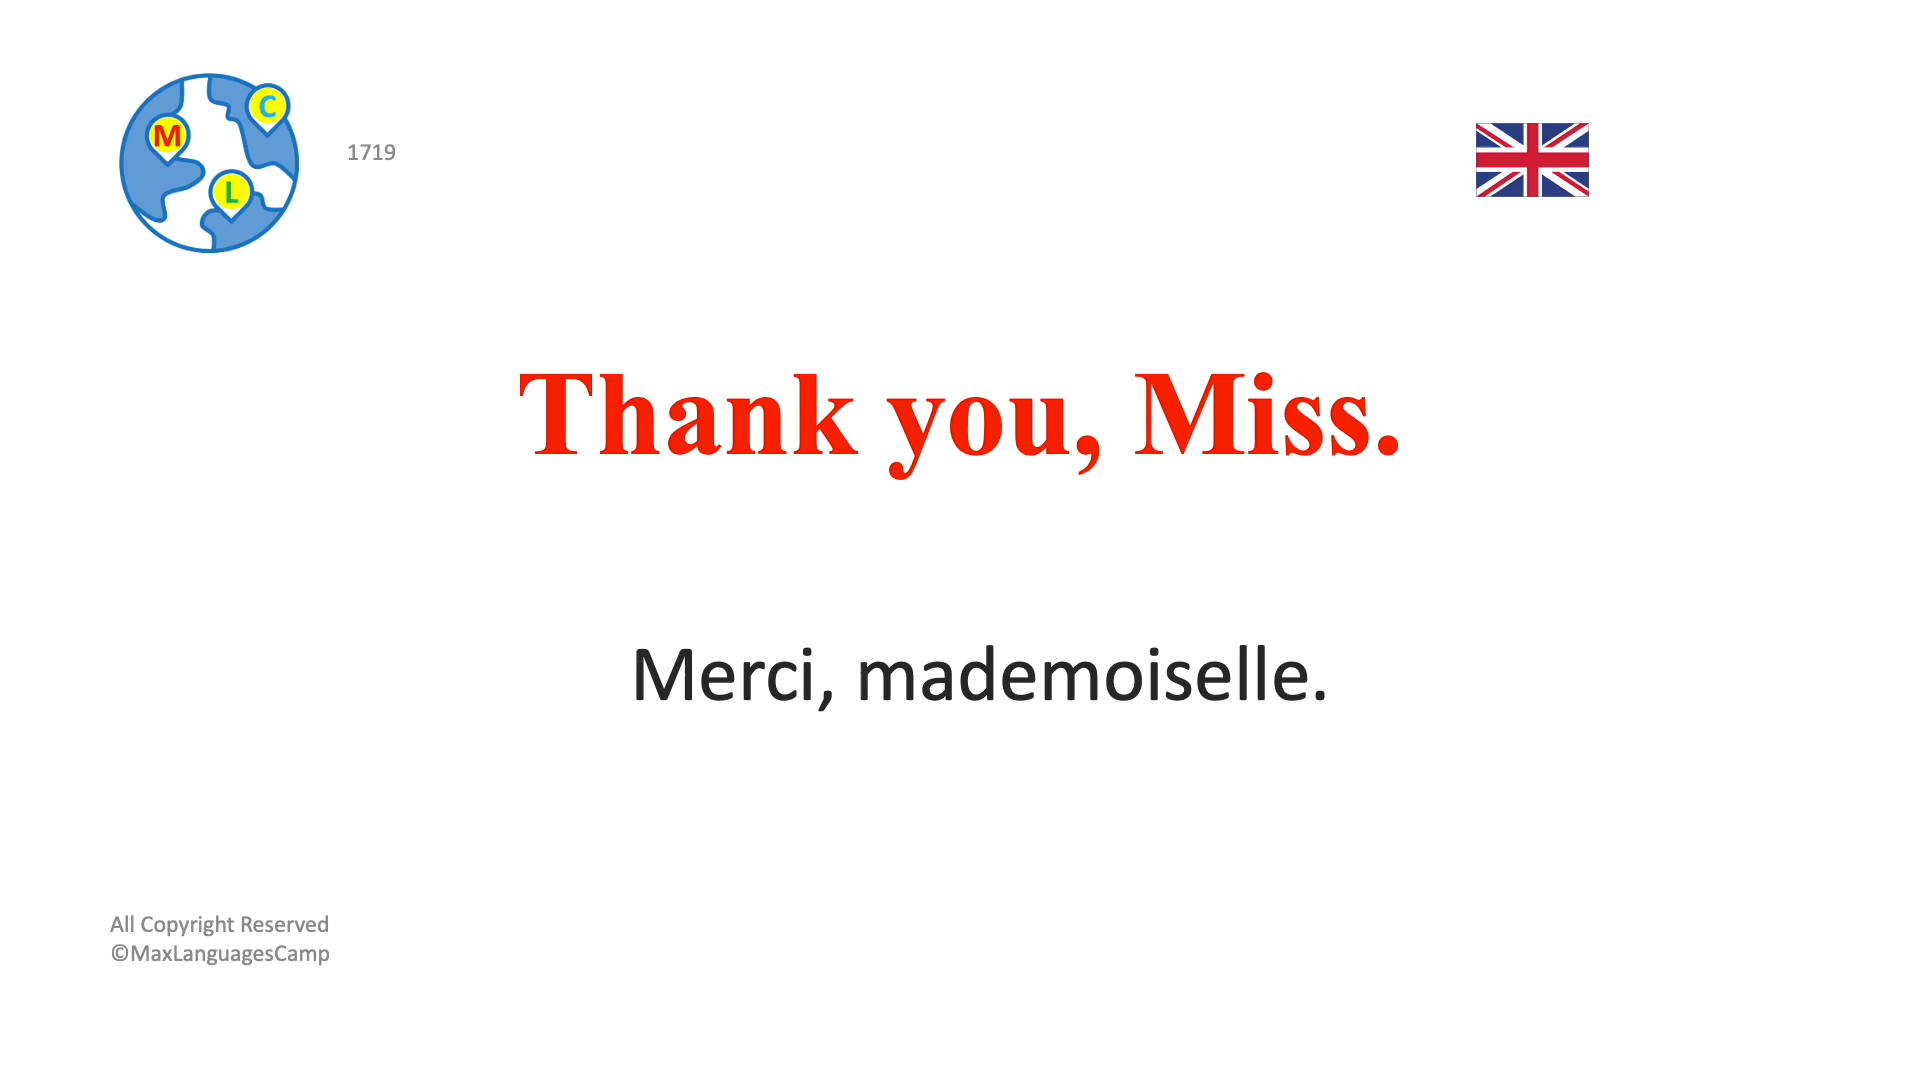 M
C
L
1719
Thank you, Miss.
Merci, mademoiselle.
All Copyright Reserved
©MaxLanguagesCamp